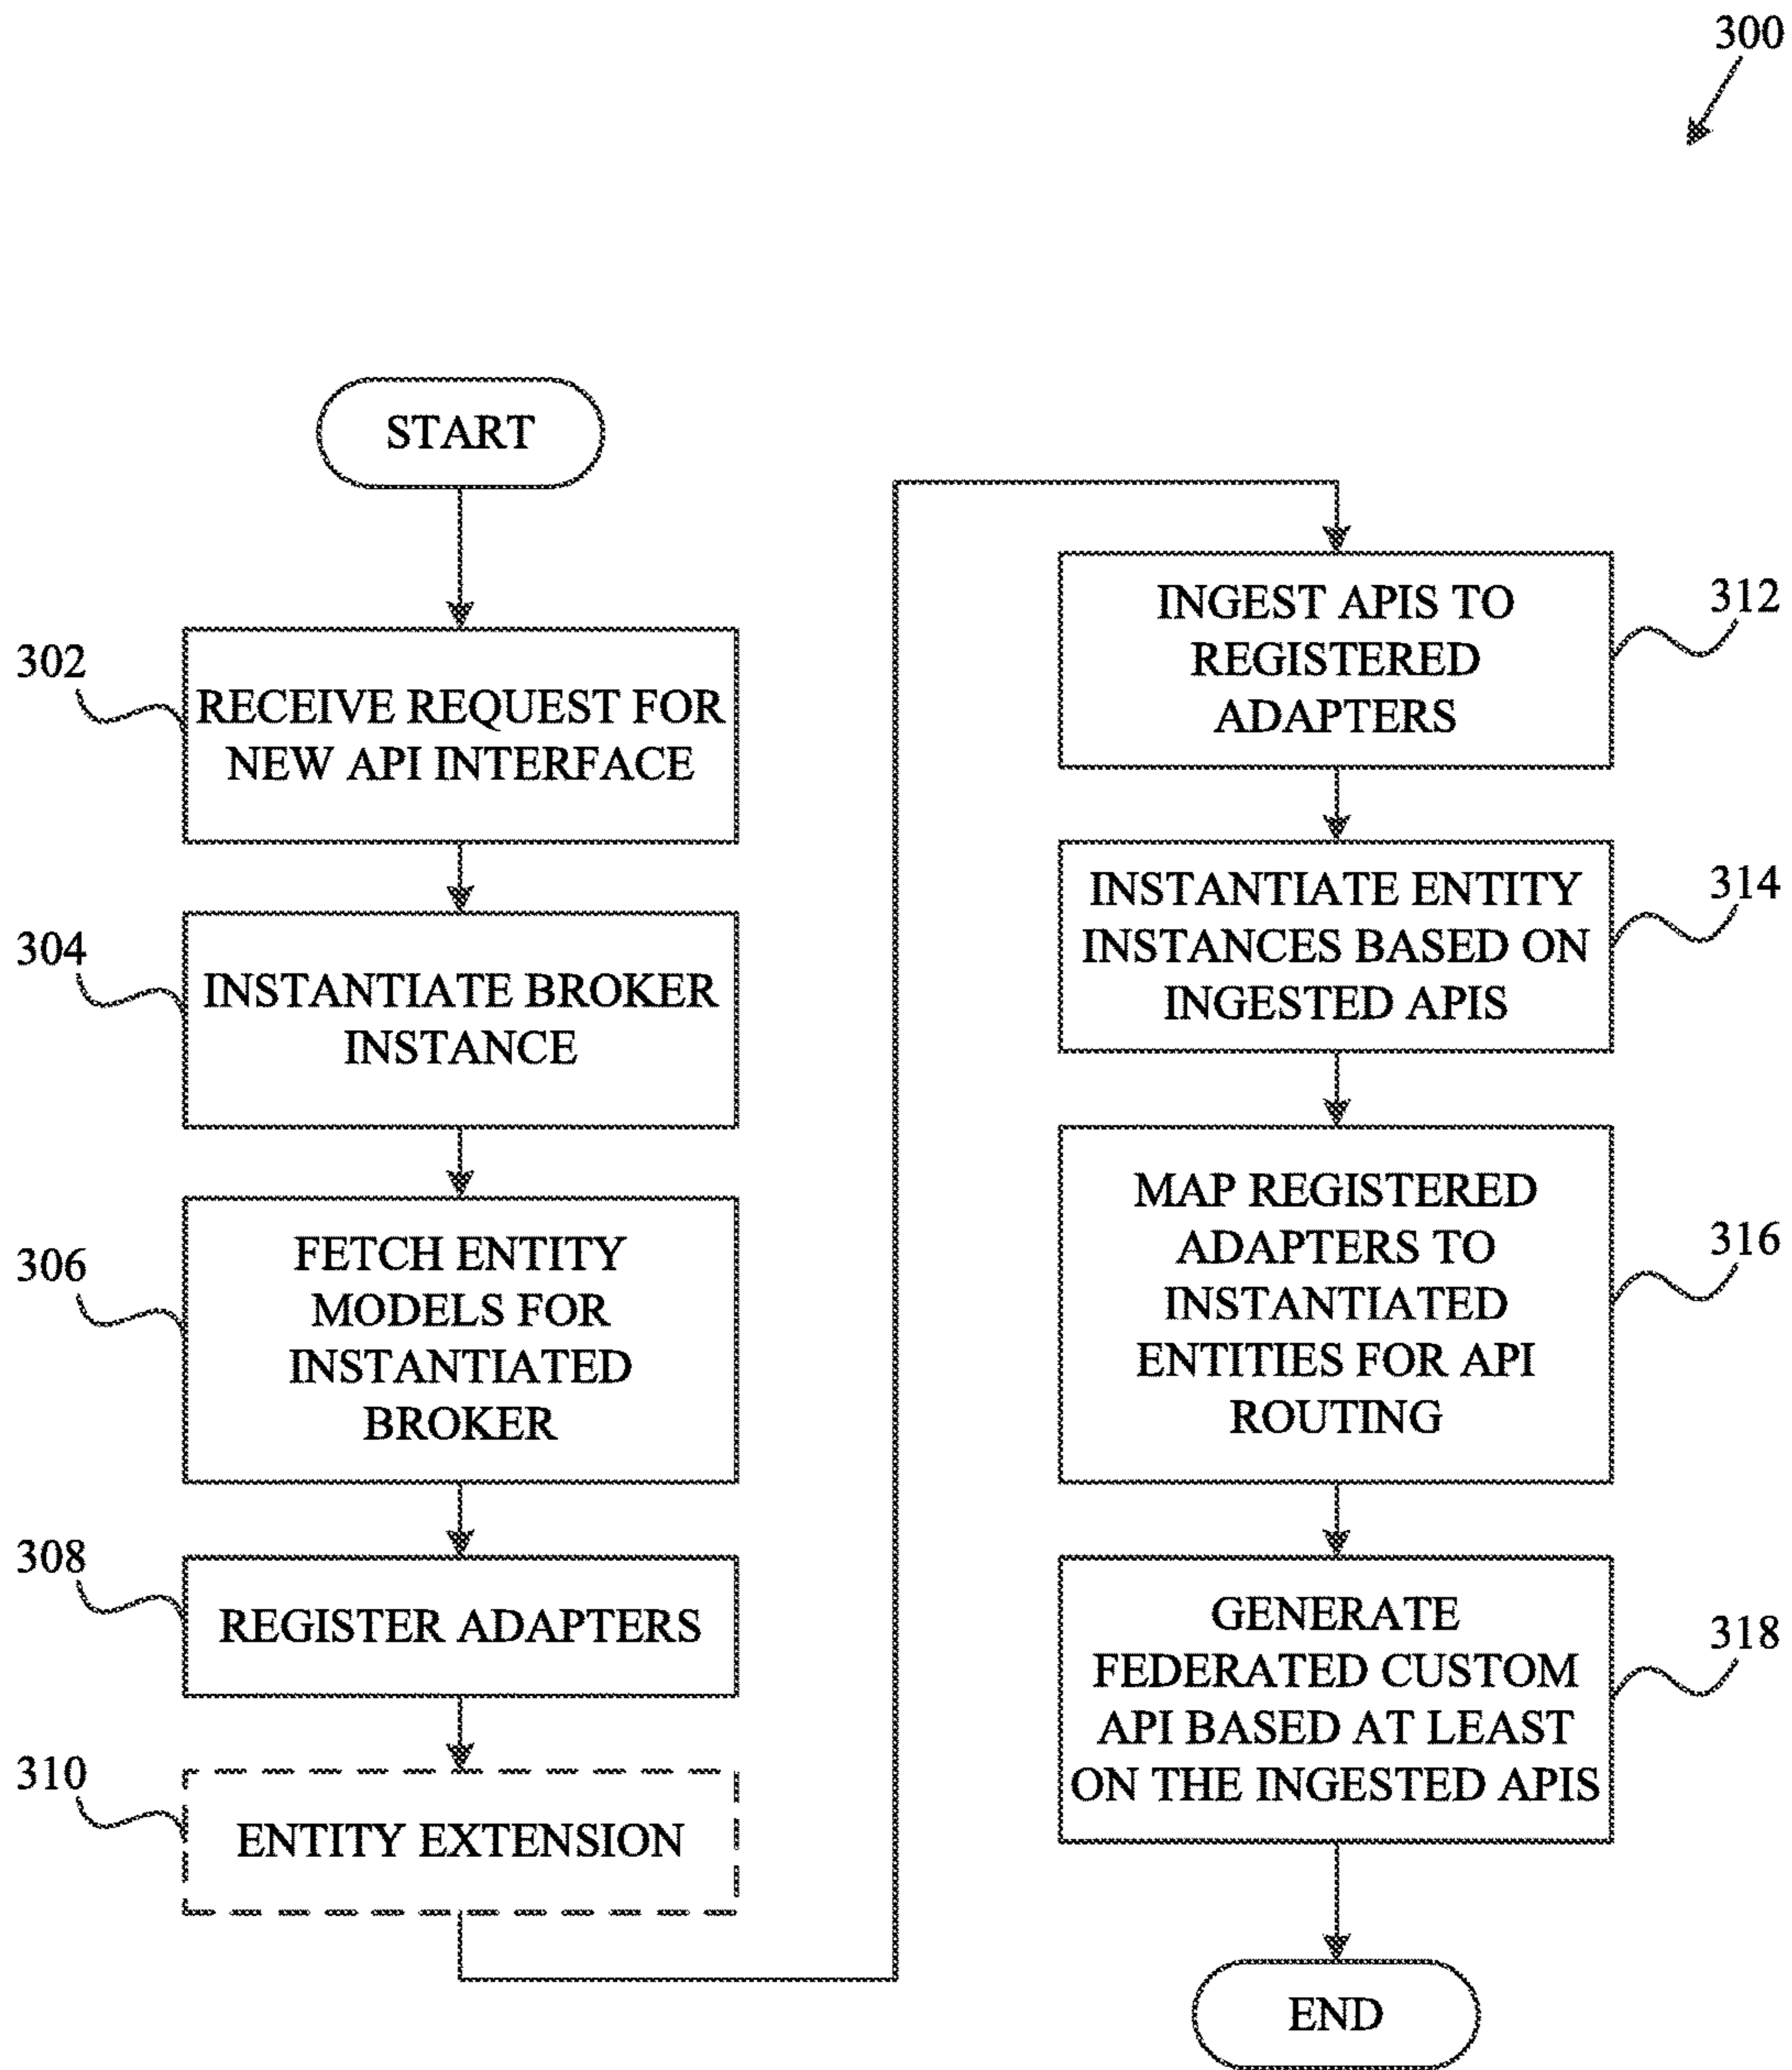 300
START
302
RECEIVE REQUEST FOR
NEW API INTERFACE
304
INSTANTIATE BROKER
INSTANCE
306
FETCH ENTITY
MODELS FOR
INSTANTIATED
BROKER
308
REGISTER ADAPTERS
310
ENTITY EXTENSION
312
INGEST APIS TO
REGISTERED
ADAPTERS
314
INSTANTIATE ENTITY
INSTANCES BASED ON
INGESTED APIS
316
MAP REGISTERED
ADAPTERS TO
INSTANTIATED
ENTITIES FOR API
ROUTING
318
GENERATE
FEDERATED CUSTOM
API BASED AT LEAST
ON THE INGESTED APIS
END